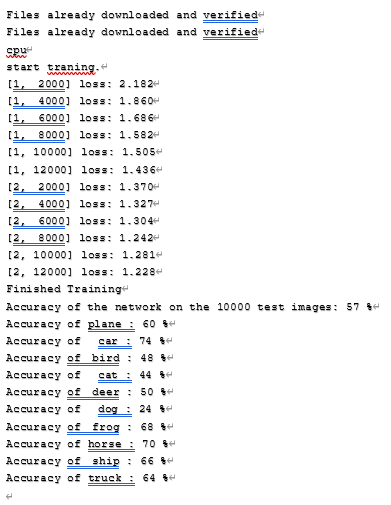 Files already downloaded and verified
Files already downloaded and verified
cpu
start traning.
[1,  2000] loss: 2.182
[1,  4000] loss: 1.860
[1,  6000] loss: 1.686
[1,  8000] loss: 1.582
[1, 10000] loss: 1.505
[1, 12000] loss: 1.436
[2,  2000] loss: 1.370
[2,  4000] loss: 1.327
[2,  6000] loss: 1.304
[2,  8000] loss: 1.242
[2, 10000] loss: 1.281
[2, 12000] loss: 1.228
Finished Training
Accuracy of the network on the 10000 test images: 57 %
Accuracy of plane : 60 %
Accuracy of   car : 74 %
Accuracy of  bird : 48 %
Accuracy of   cat : 44 %
Accuracy of  deer : 50 %
Accuracy of   dog : 24 %
Accuracy of  frog : 68 %
Accuracy of horse : 70 %
Accuracy of  ship : 66 %
Accuracy of truck : 64 %